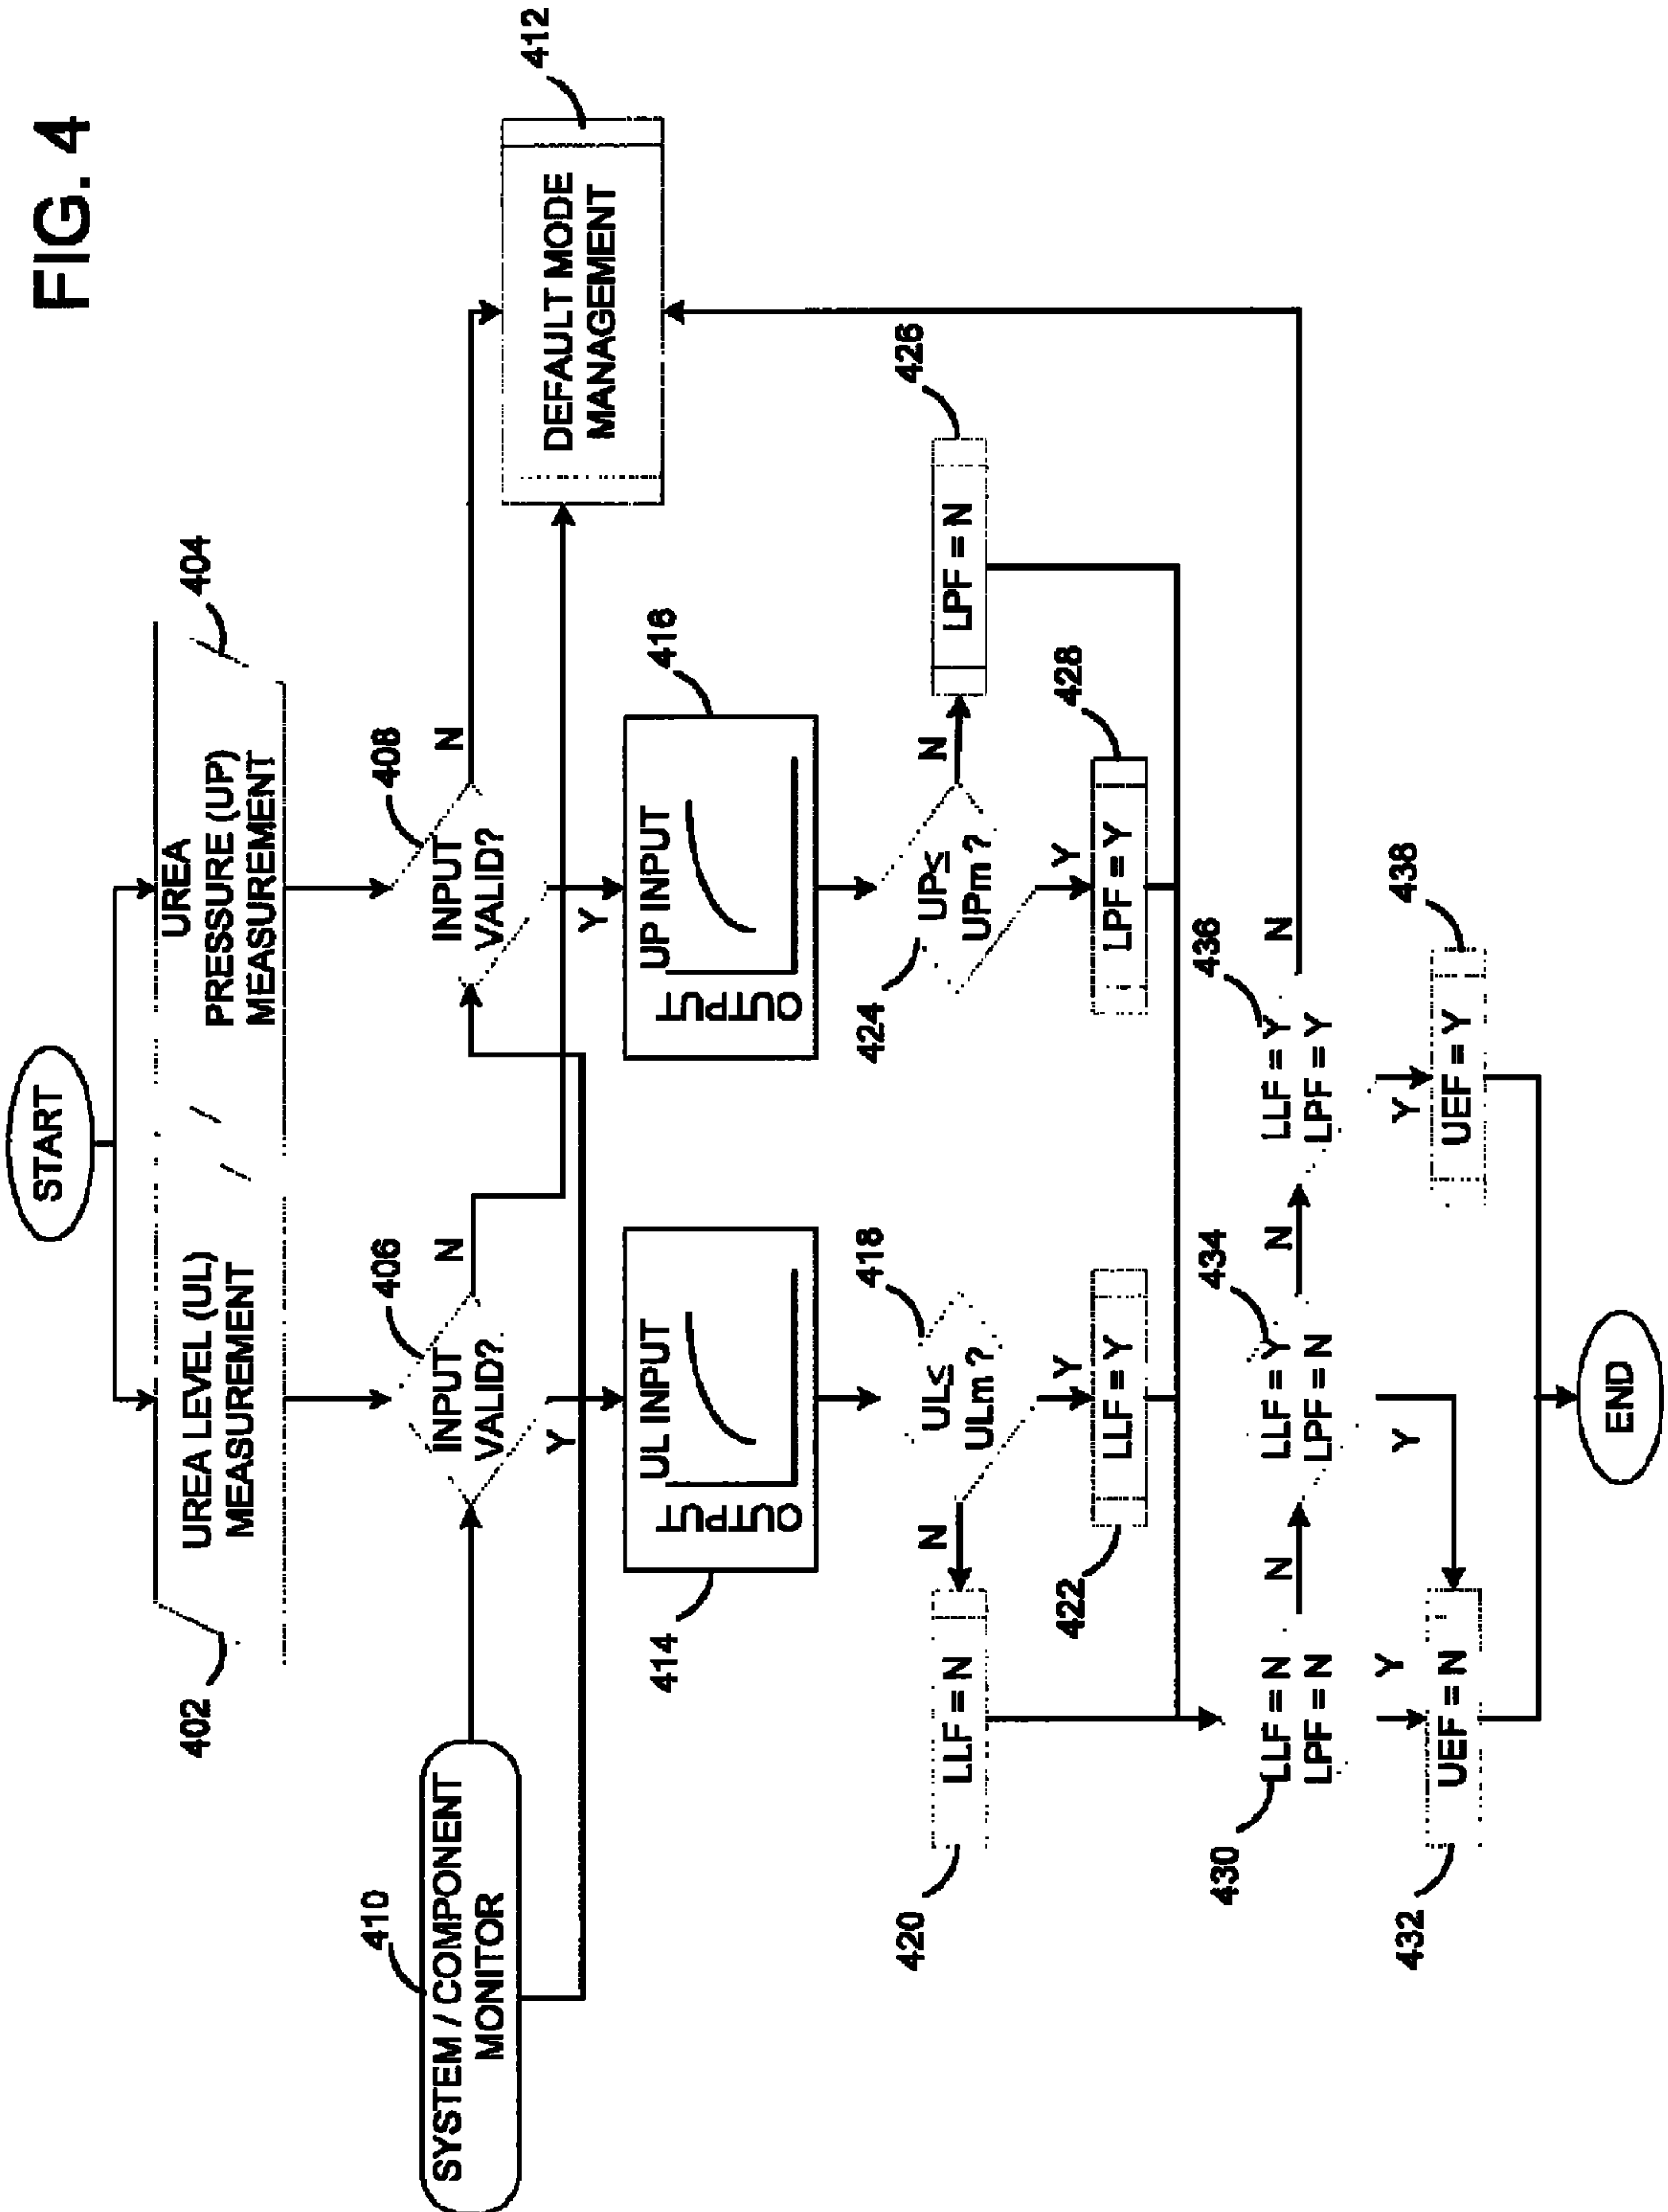 FIG. 4
START
UREA LEVEL (UL)
MEASUREMENT
402
UREA
PRESSURE (UP)
MEASUREMENT
404
410
SYSTEM / COMPONENT
MONITOR
406
INPUT
VALID?
N
Y
408
INPUT
VALID?
N
Y
412
DEFAULT MODE
MANAGEMENT
414
UL INPUT
OUTPUT
416
UP INPUT
OUTPUT
418
UL≤
ULm ?
N
Y
424
UP≤
UPm ?
N
Y
420
LLF = N
422
LLF = Y
426
LPF = N
428
LPF = Y
430
LLF = N
LPF = N
N
Y
434
LLF = Y
LPF = N
N
Y
436
LLF = Y
LPF = Y
N
Y
432
UEF = N
438
UEF = Y
END